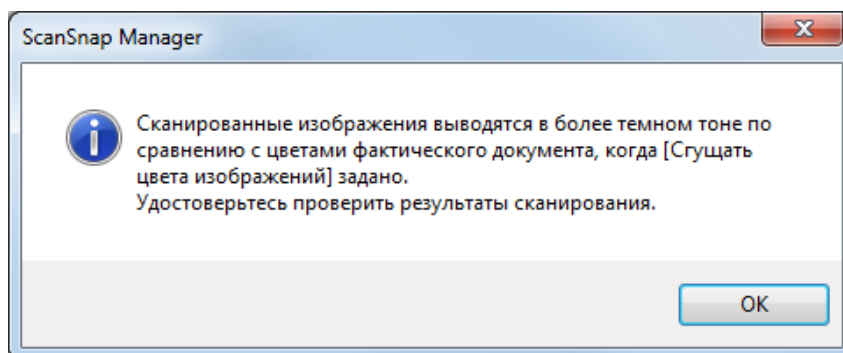 ScanSnap Manager
Сканированные изображения выводятся в более темном тоне по
сравнению с цветами фактического документа, когда [Сгущать
цвета изображений] задано.
Удостоверьтесь проверить результаты сканирования.
OK